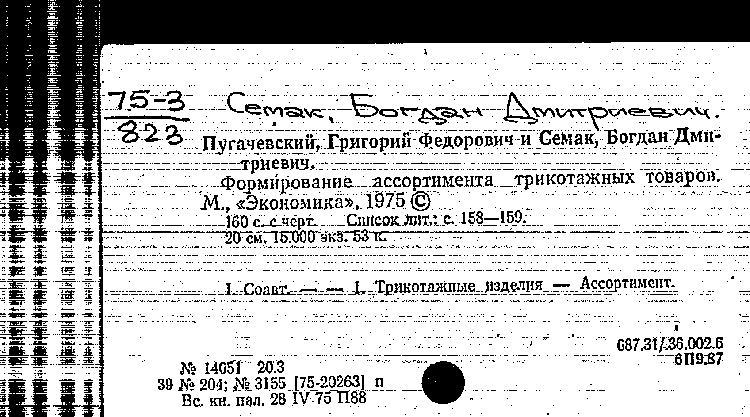 75-3
823
Семак, Богдан Дмитриевич.
Пугачевский, Григорий Федорович и Семак, Богдан Дми-
триевич.
Формирование ассортимента трикотажных товаров.
М., «Экономика», 1975 ©
160 с. с черт. Список лит.: с. 158—159.
20 см. 15.000 экз. 53 к.
1. Соавт. — — 1. Трикотажные изделия — Ассортимент.
687.31/.36.002.6
6П9.87
№ 14051 20.3
39 № 204; № 3155 [75-20263] п
Вс. кн. пал. 28 IV 75 П88